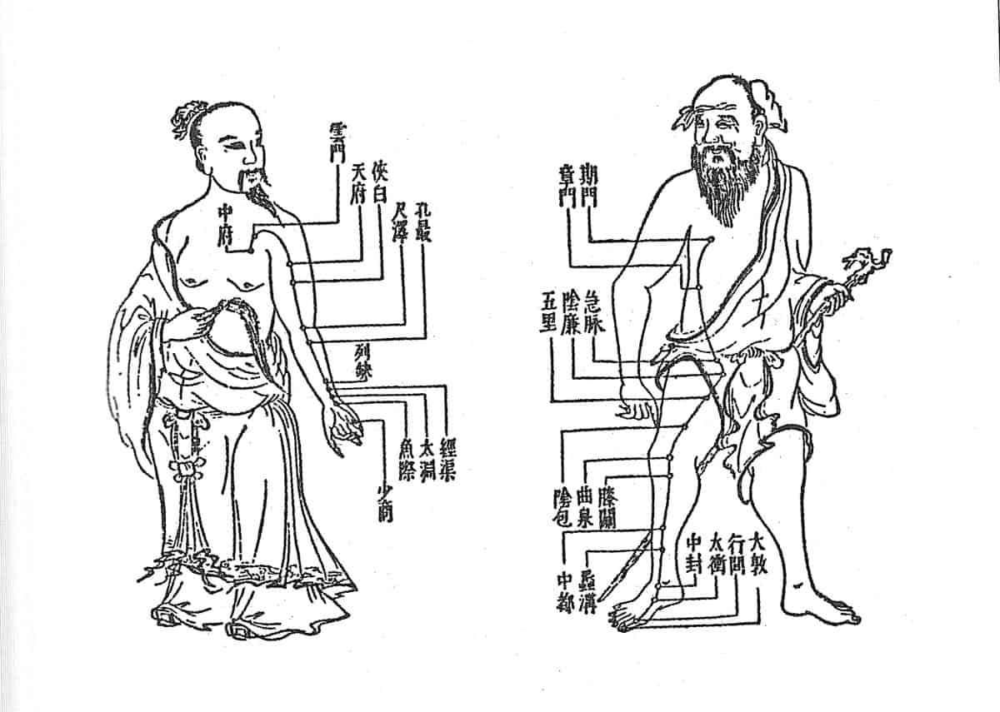 雲門
中府
天府
俠白
尺澤
孔最
列缺
經渠
太淵
魚際
少商
期門
章門
急脉
陰廉
五里
陰包
曲泉
膝關
中都
蠡溝
中封
太衝
行間
大敦